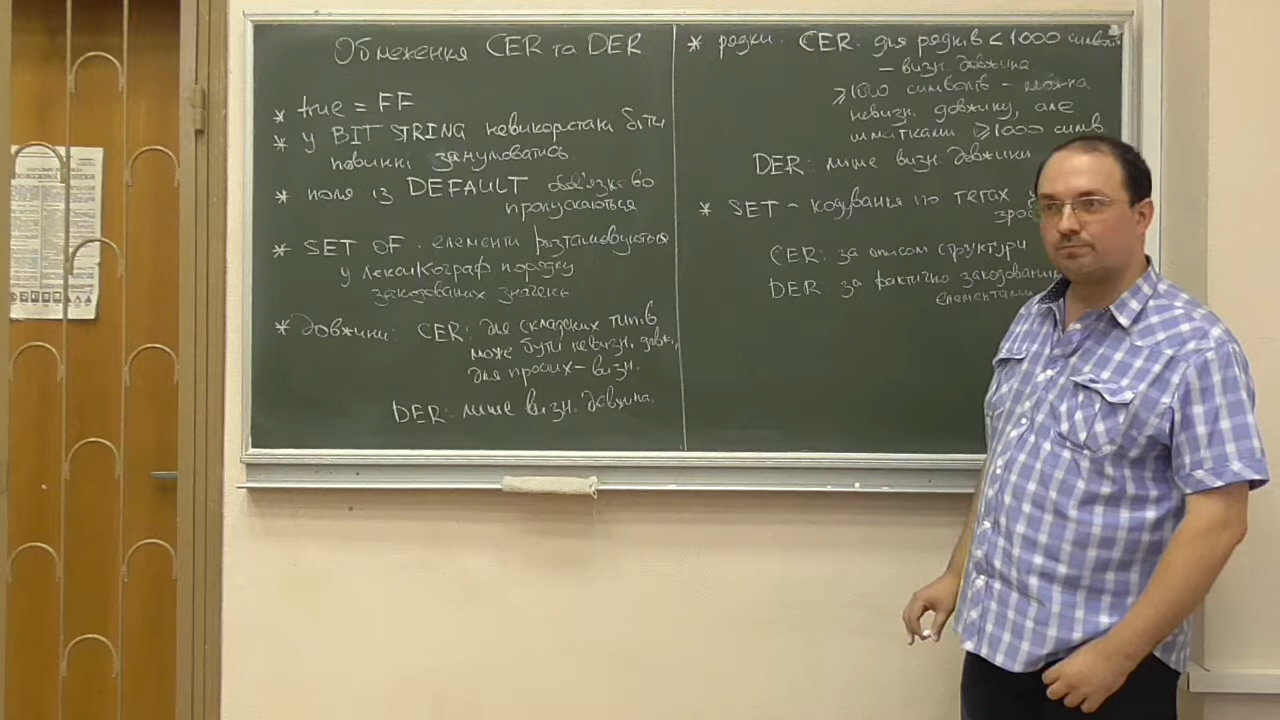 Обмеження CER та DER
* true = FF
* у BIT STRING невикористані біти
повинні занулюватись
* поля із DEFAULT обов'язково
пропускаються
* SET OF : елементи розташовуються
у лексикограф порядку
закодованих значень
* Довжини: CER: для складених типів
може бути невизн. довж.,
для простих – визн.
DER: лише визн. довжина.
* рядки: CER: для рядків < 1000 символів
– визн. довжина
⩾1000 символів – можна
невизн. довжину, але
шматками ⩾1000 симв.
DER: лише визн. довжини
* SET – кодування по тегах
CER: за описом структури
DER за фактично закодованими
елементами